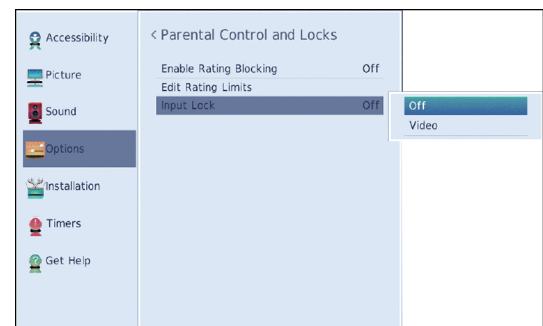 Accessibility
Picture
Sound
Options
Installation
Timers
Get Help
< Parental Control and Locks
Enable Rating Blocking Off
Edit Rating Limits
Input Lock Off
Off
Video